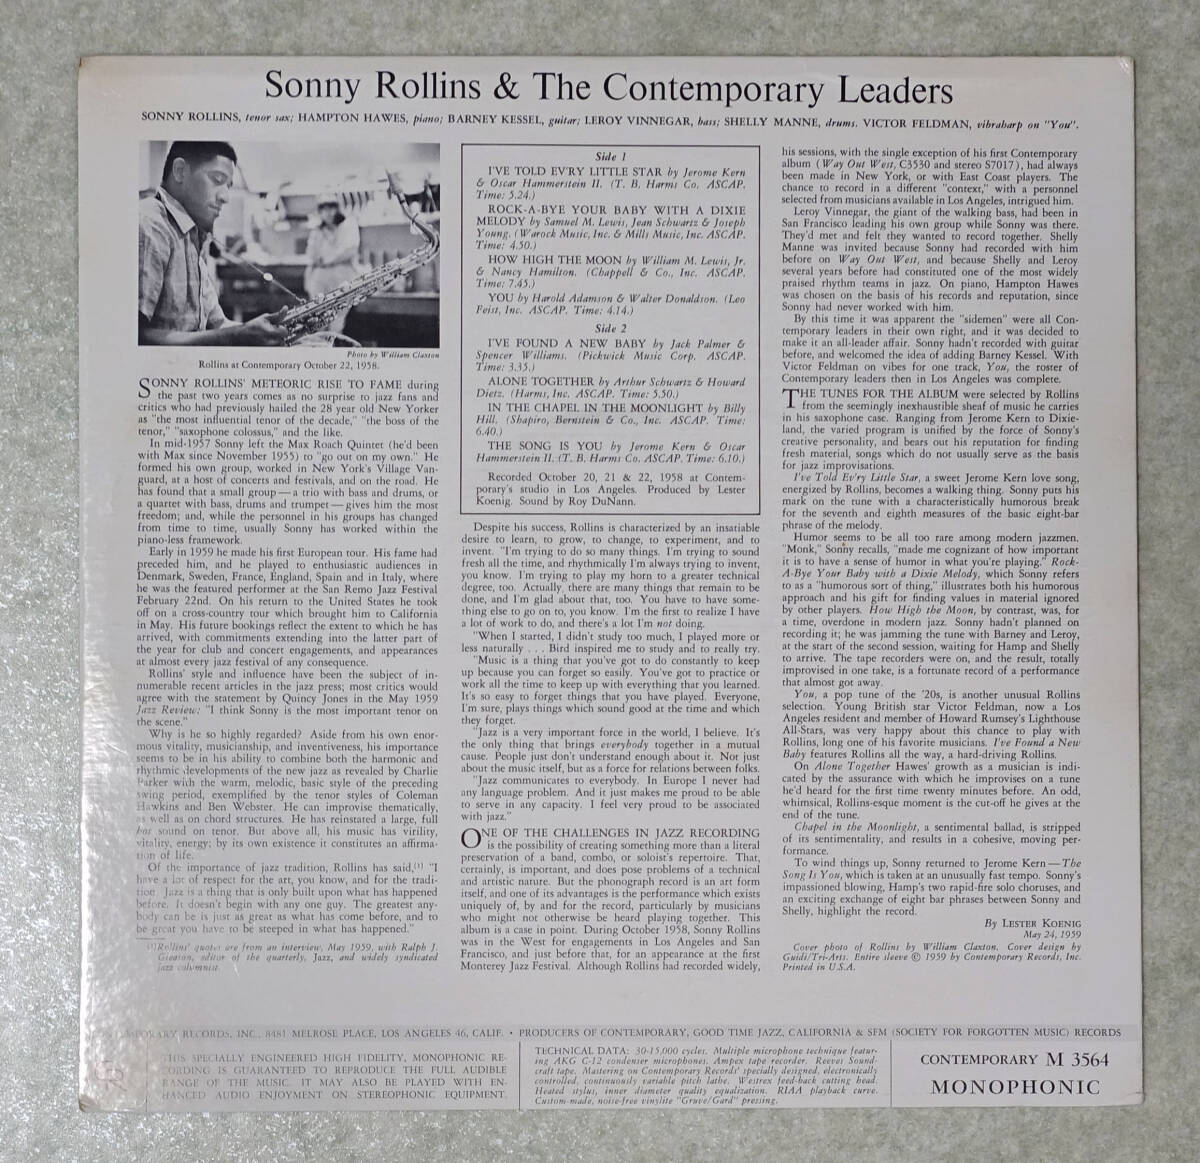 Sonny Rollins & The Contemporary Leaders
SONNY ROLLINS, tenor sax; HAMPTON HAWES, piano; BARNEY KESSEL, guitar; LEROY VINNEGAR, bass; SHELLY MANNE, drums. VICTOR FELDMAN, vibraharp on "You".
Photo by William Claxton
Rollins at Contemporary October 22, 1958.
SONNY ROLLINS' METEORIC RISE TO FAME during
the past two years comes as no surprise to jazz fans and
critics who had previously hailed the 28 year old New Yorker
as "the most influential tenor of the decade," "the boss of the
tenor," "saxophone colossus," and the like.
In mid-1957 Sonny left the Max Roach Quintet (he'd been
with Max since November 1955) to "go out on my own." He
formed his own group, worked in New York's Village Van-
guard, at a host of concerts and festivals, and on the road. He
has found that a small group—a trio with bass and drums, or
a quartet with bass, drums and trumpet—gives him the most
freedom; and, while the personnel in his groups has changed
from time to time, usually Sonny has worked within the
piano-less framework.
Early in 1959 he made his first European tour. His fame had
preceded him, and he played to enthusiastic audiences in
Denmark, Sweden, France, England, Spain and in Italy, where
he was the featured performer at the San Remo Jazz Festival
February 22nd. On his return to the United States he took
off on a cross-country tour which brought him to California
in May. His future bookings reflect the extent to which he has
arrived, with commitments extending into the latter part of
the year for club and concert engagements, and appearances
at almost every jazz festival of any consequence.
Rollins' style and influence have been the subject of in-
numerable recent articles in the jazz press; most critics would
agree with the statement by Quincy Jones in the May 1959
Jazz Review: "I think Sonny is the most important tenor on
the scene."
Why is he so highly regarded? Aside from his own enor-
mous vitality, musicianship, and inventiveness, his importance
seems to be in his ability to combine both the harmonic and
rhythmic developments of the new jazz as revealed by Charlie
Parker with the warm, melodic, basic style of the preceding
swing period, exemplified by the tenor styles of Coleman
Hawkins and Ben Webster. He can improvise thematically,
as well as on chord structures. He has reinstated a large, full
hot sound on tenor. But above all, his music has virility,
vitality, energy; by its own existence it constitutes an affirma-
tion of life.
Of the importance of jazz tradition, Rollins has said,(1) "I
have a lot of respect for the art, you know, and for the tradi-
tion. Jazz is a thing that is only built upon what has happened
before. It doesn't begin with any one guy. The greatest any-
body can be is just as great as what has come before, and to
be great you have to be steeped in what has happened."
(1)Rollins' quotes are from an interview, May 1959, with Ralph J.
Gleason, editor of the quarterly, Jazz, and widely syndicated
jazz columnist.
Side 1
I'VE TOLD EV'RY LITTLE STAR by Jerome Kern
& Oscar Hammerstein II. (T. B. Harms Co. ASCAP.
Time: 5.24.)
ROCK-A-BYE YOUR BABY WITH A DIXIE
MELODY by Samuel M. Lewis, Jean Schwartz & Joseph
Young. (Warock Music, Inc. & Mills Music, Inc. ASCAP.
Time: 4.50.)
HOW HIGH THE MOON by William M. Lewis, Jr.
& Nancy Hamilton. (Chappell & Co., Inc. ASCAP.
Time: 7.45.)
YOU by Harold Adamson & Walter Donaldson. (Leo
Feist, Inc. ASCAP. Time: 4.14.)
Side 2
I'VE FOUND A NEW BABY by Jack Palmer &
Spencer Williams. (Pickwick Music Corp. ASCAP.
Time: 3.35.)
ALONE TOGETHER by Arthur Schwartz & Howard
Dietz. (Harms, Inc. ASCAP. Time: 5.50.)
IN THE CHAPEL IN THE MOONLIGHT by Billy
Hill. (Shapiro, Bernstein & Co., Inc. ASCAP. Time:
6.40.)
THE SONG IS YOU by Jerome Kern & Oscar
Hammerstein II. (T. B. Harms Co. ASCAP. Time: 6.10.)
Recorded October 20, 21 & 22, 1958 at Contem-
porary's studio in Los Angeles. Produced by Lester
Koenig. Sound by Roy DuNann.
Despite his success, Rollins is characterized by an insatiable
desire to learn, to grow, to change, to experiment, and to
invent. "I'm trying to do so many things. I'm trying to sound
fresh all the time, and rhythmically I'm always trying to invent,
you know. I'm trying to play my horn to a greater technical
degree, too. Actually, there are many things that remain to be
done, and I'm glad about that, too. You have to have some-
thing else to go on to, you know. I'm the first to realize I have
a lot of work to do, and there's a lot I'm not doing.
"When I started, I didn't study too much, I played more or
less naturally . . . Bird inspired me to study and to really try.
"Music is a thing that you've got to do constantly to keep
up because you can forget so easily. You've got to practice or
work all the time to keep up with everything that you learned.
It's so easy to forget things that you have played. Everyone,
I'm sure, plays things which sound good at the time and which
they forget.
"Jazz is a very important force in the world, I believe. It's
the only thing that brings everybody together in a mutual
cause. People just don't understand enough about it. Not just
about the music itself, but as a force for relations between folks.
"Jazz communicates to everybody. In Europe I never had
any language problem. And it just makes me proud to be able
to serve in any capacity. I feel very proud to be associated
with jazz."
ONE OF THE CHALLENGES IN JAZZ RECORDING
is the possibility of creating something more than a literal
preservation of a band, combo, or soloist's repertoire. That,
certainly, is important, and does pose problems of a technical
and artistic nature. But the phonograph record is an art form
itself, and one of its advantages is the performance which exists
uniquely of, by and for the record, particularly by musicians
who might not otherwise be heard playing together. This
album is a case in point. During October 1958, Sonny Rollins
was in the West for engagements in Los Angeles and San
Francisco, and just before that, for an appearance at the first
Monterey Jazz Festival. Although Rollins had recorded widely,
his sessions, with the single exception of his first Contemporary
album (Way Out West, C3530 and stereo S7017), had always
been made in New York, or with East Coast players. The
chance to record in a different "context," with a personnel
selected from musicians available in Los Angeles, intrigued him.
Leroy Vinnegar, the giant of the walking bass, had been in
San Francisco leading his own group while Sonny was there.
They'd met and felt they wanted to record together. Shelly
Manne was invited because Sonny had recorded with him
before on Way Out West, and because Shelly and Leroy
several years before had constituted one of the most widely
praised rhythm teams in jazz. On piano, Hampton Hawes
was chosen on the basis of his records and reputation, since
Sonny had never worked with him.
By this time it was apparent the "sidemen" were all Con-
temporary leaders in their own right, and it was decided to
make it an all-leader affair. Sonny hadn't recorded with guitar
before, and welcomed the idea of adding Barney Kessel. With
Victor Feldman on vibes for one track, You, the roster of
Contemporary leaders then in Los Angeles was complete.
THE TUNES FOR THE ALBUM were selected by Rollins
from the seemingly inexhaustible sheaf of music he carries
in his saxophone case. Ranging from Jerome Kern to Dixie-
land, the varied program is unified by the force of Sonny's
creative personality, and bears out his reputation for finding
fresh material, songs which do not usually serve as the basis
for jazz improvisations.
I've Told Ev'ry Little Star, a sweet Jerome Kern love song,
energized by Rollins, becomes a walking thing. Sonny puts his
mark on the tune with a characteristically humorous break
for the seventh and eighth measures of the basic eight-bar
phrase of the melody.
Humor seems to be all too rare among modern jazzmen.
"Monk," Sonny recalls, "made me cognizant of how important
it is to have a sense of humor in what you're playing." Rock-
A-Bye Your Baby with a Dixie Melody, which Sonny refers
to as a "humorous sort of thing," illustrates both his humorous
approach and his gift for finding values in material ignored
by other players. How High the Moon, by contrast, was, for
a time, overdone in modern jazz. Sonny hadn't planned on
recording it; he was jamming the tune with Barney and Leroy,
at the start of the second session, waiting for Hamp and Shelly
to arrive. The tape recorders were on, and the result, totally
improvised in one take, is a fortunate record of a performance
that almost got away.
You, a pop tune of the '20s, is another unusual Rollins
selection. Young British star Victor Feldman, now a Los
Angeles resident and member of Howard Rumsey's Lighthouse
All-Stars, was very happy about this chance to play with
Rollins, long one of his favorite musicians. I've Found a New
Baby features Rollins all the way, a hard-driving Rollins.
On Alone Together Hawes' growth as a musician is indi-
cated by the assurance with which he improvises on a tune
he'd heard for the first time twenty minutes before. An odd,
whimsical, Rollins-esque moment is the cut-off he gives at the
end of the tune.
Chapel in the Moonlight, a sentimental ballad, is stripped
of its sentimentality, and results in a cohesive, moving per-
formance.
To wind things up, Sonny returned to Jerome Kern—The
Song Is You, which is taken at an unusually fast tempo. Sonny's
impassioned blowing, Hamp's two rapid-fire solo choruses, and
an exciting exchange of eight bar phrases between Sonny and
Shelly, highlight the record.
By LESTER KOENIG
May 24, 1959
Cover photo of Rollins by William Claxton. Cover design by
Guidi/Tri-Arts. Entire sleeve © 1959 by Contemporary Records, Inc.
Printed in U.S.A.
PORARY RECORDS, INC., 8481 MELROSE PLACE, LOS ANGELES 46, CALIF. • PRODUCERS OF CONTEMPORARY, GOOD TIME JAZZ, CALIFORNIA & SFM (SOCIETY FOR FORGOTTEN MUSIC) RECORDS
THIS SPECIALLY ENGINEERED HIGH FIDELITY, MONOPHONIC RE-
CORDING IS GUARANTEED TO REPRODUCE THE FULL AUDIBLE
RANGE OF THE MUSIC. IT MAY ALSO BE PLAYED WITH EN-
HANCED AUDIO ENJOYMENT ON STEREOPHONIC EQUIPMENT.
TECHNICAL DATA: 30-15,000 cycles. Multiple microphone technique featur-
ing AKG C-12 condenser microphones. Ampex tape recorder. Reeves Sound-
craft tape. Mastering on Contemporary Records' specially designed, electronically
controlled, continuously variable pitch lathe. Westrex feed-back cutting head.
Heated stylus, inner diameter quality equalization. RIAA playback curve.
Custom-made, noise-free vinylite "Gruve/Gard" pressing.
CONTEMPORARY M 3564
MONOPHONIC